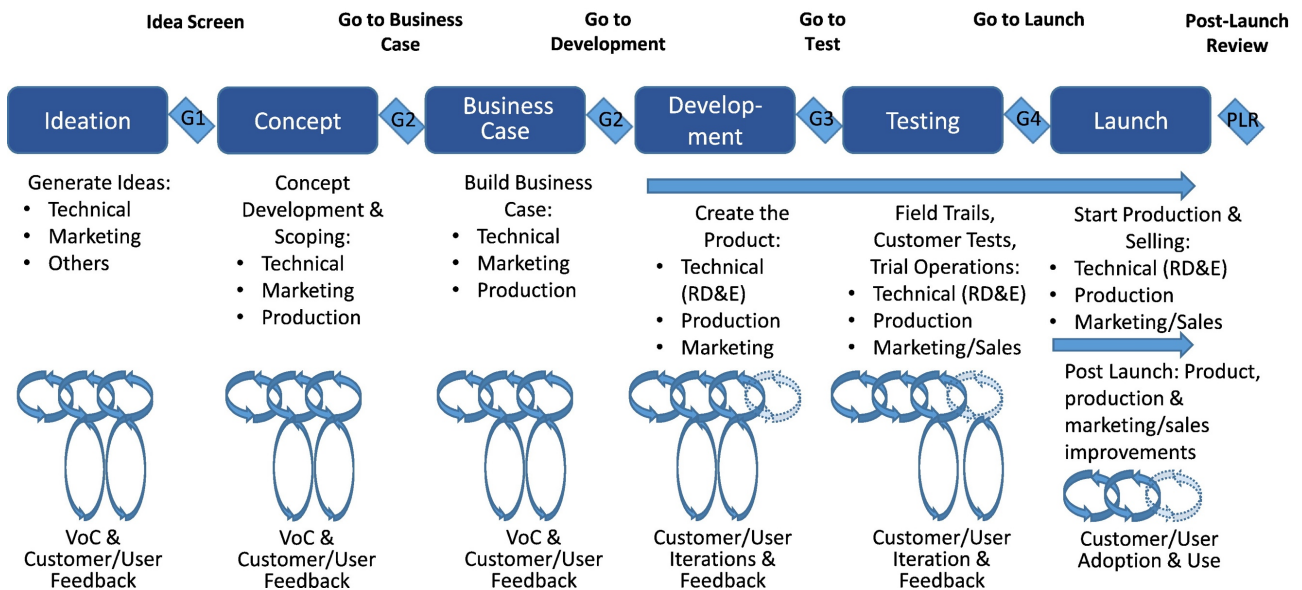 Idea Screen
Go to Business
Case
Go to
Development
Go to
Test
Go to Launch
Post-Launch
Review
Ideation
G1
Concept
G2
Business
Case
G2
Develop-
ment
G3
Testing
G4
Launch
PLR
Generate Ideas:
• Technical
• Marketing
• Others
Concept
Development &
Scoping:
• Technical
• Marketing
• Production
Build Business
Case:
• Technical
• Marketing
• Production
Create the
Product:
• Technical
(RD&E)
• Production
• Marketing
Field Trails,
Customer Tests,
Trial Operations:
• Technical (RD&E)
• Production
• Marketing/Sales
Start Production &
Selling:
• Technical (RD&E)
• Production
• Marketing/Sales
Post Launch: Product,
production &
marketing/sales
improvements
VoC &
Customer/User
Feedback
VoC &
Customer/User
Feedback
VoC &
Customer/User
Feedback
Customer/User
Iterations &
Feedback
Customer/User
Iteration &
Feedback
Customer/User
Adoption & Use